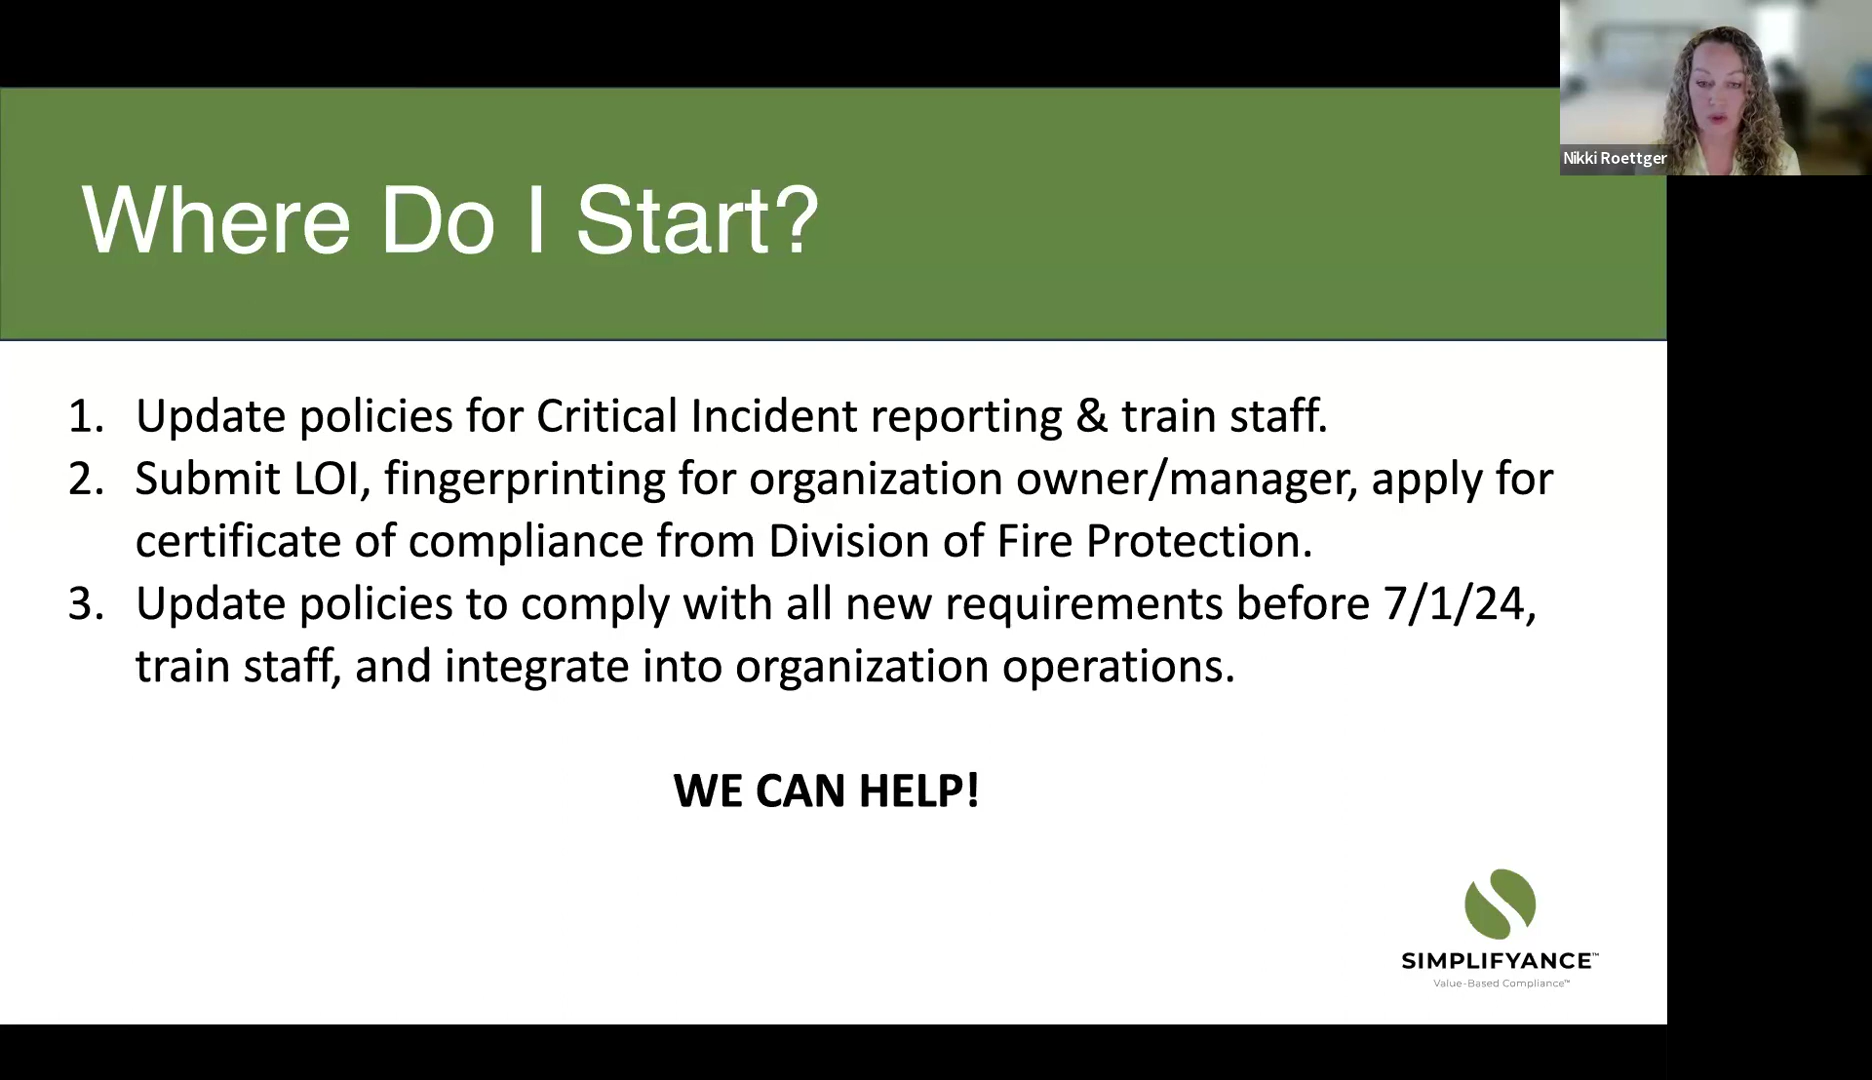 Nikki Roettger
Where Do I Start?
1. Update policies for Critical Incident reporting & train staff.
2. Submit LOI, fingerprinting for organization owner/manager, apply for
certificate of compliance from Division of Fire Protection.
3. Update policies to comply with all new requirements before 7/1/24,
train staff, and integrate into organization operations.
WE CAN HELP!
SIMPLIFYANCE™
Value-Based Compliance™